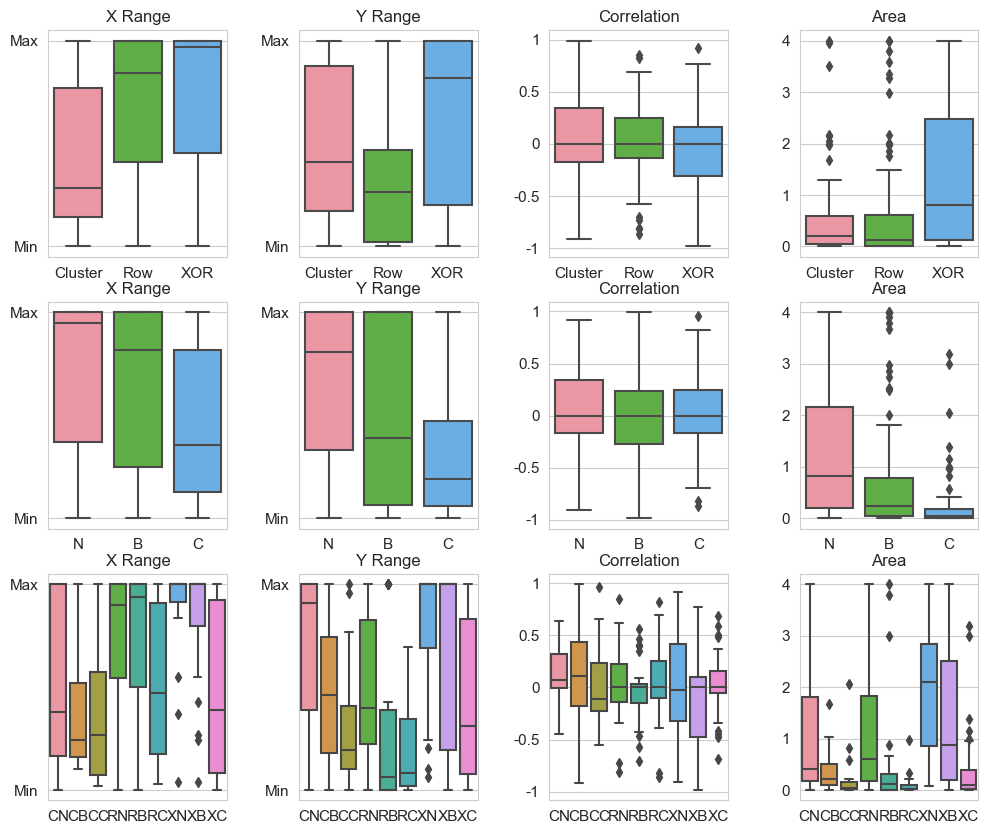 X Range
Y Range
Correlation
Area
Max
Max
1
4
0.5
3
0
2
-0.5
1
Min
Min
-1
0
Cluster Row XOR
Cluster Row XOR
Cluster Row XOR
Cluster Row XOR
X Range
Y Range
Correlation
Area
Max
Max
1
4
0.5
3
0
2
-0.5
1
Min
Min
-1
0
N B C
N B C
N B C
N B C
X Range
Y Range
Correlation
Area
Max
Max
1
4
0.5
3
0
2
-0.5
1
Min
Min
-1
0
CNCBCCRNRBRCXNXBXC
CNCBCCRNRBRCXNXBXC
CNCBCCRNRBRCXNXBXC
CNCBCCRNRBRCXNXBXC